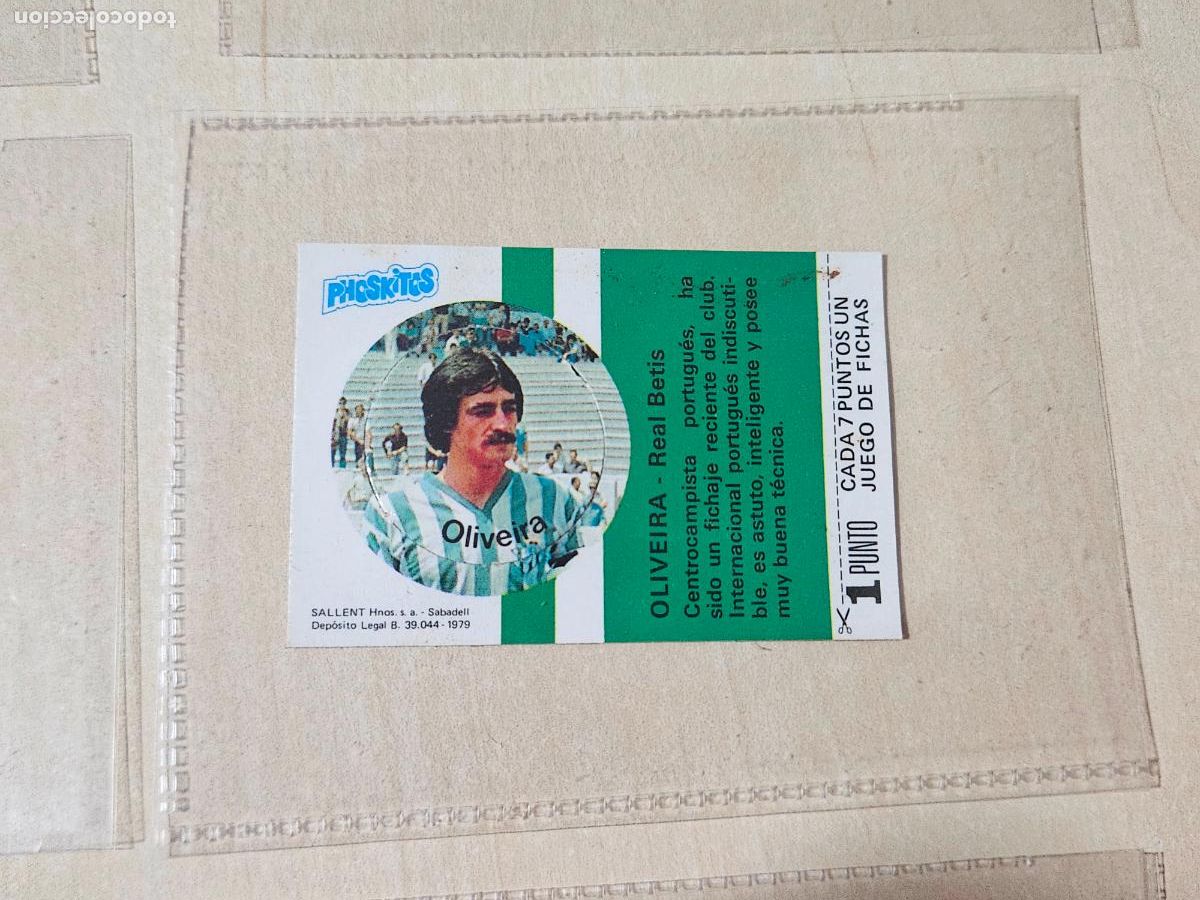 todocoleccion
PHOSKITOS
Oliveira
SALLENT Hnos. s. a. - Sabadell
Depósito Legal B. 39.044 - 1979
OLIVEIRA - Real Betis
Centrocampista portugués, ha
sido un fichaje reciente del club.
Internacional portugués indiscuti-
ble, es astuto, inteligente y posee
muy buena técnica.
1 PUNTO
CADA 7 PUNTOS UN
JUEGO DE FICHAS